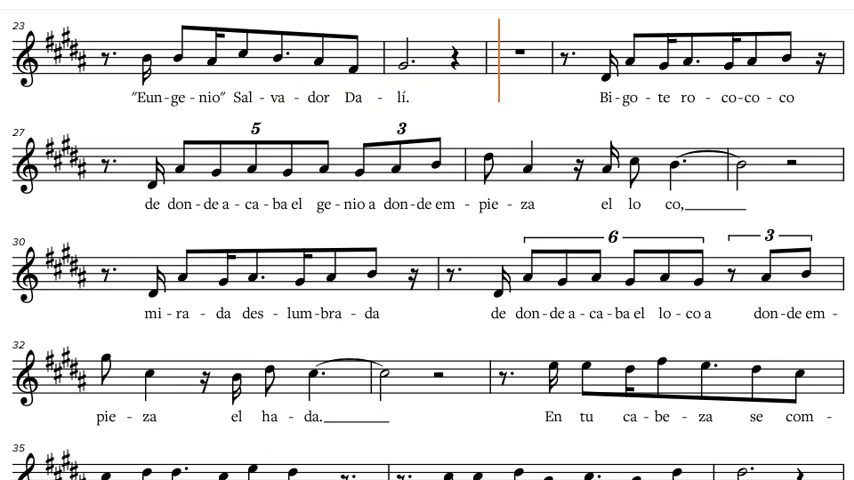 23
"Eun - ge - nio" Sal - va - dor Da - lí. Bi - go - te ro - co - co - co
27
5 3
de don - de a - ca - ba el ge - nio a don - de em - pie - za el lo co,
30
6 3
mi - ra - da des - lum - bra - da de don - de a - ca - ba el lo - co a don - de em -
32
pie - za el ha - da. En tu ca - be - za se com -
35